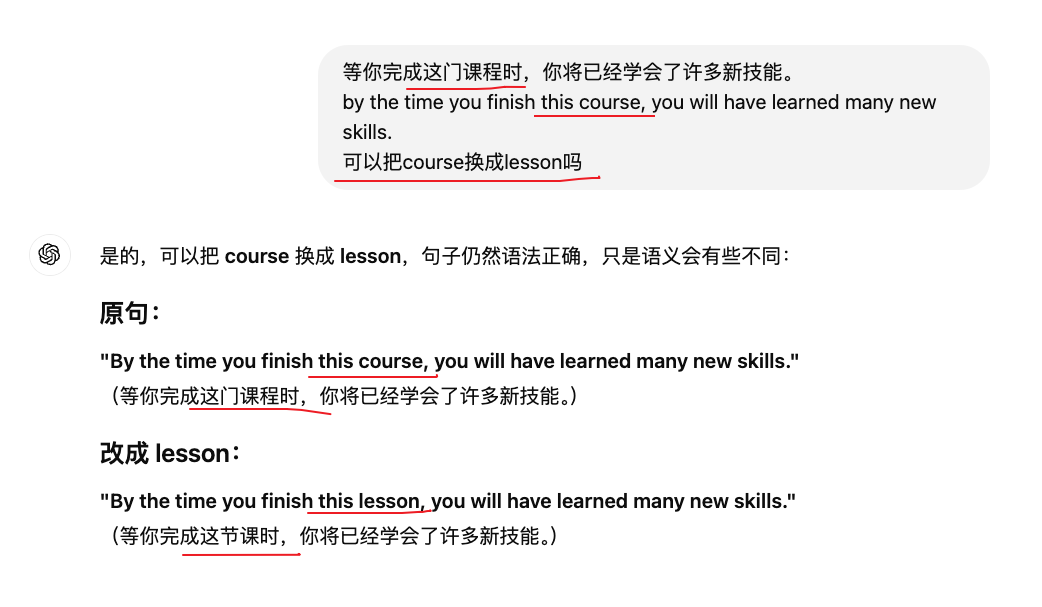 等你完成这门课程时，你将已经学会了许多新技能。
by the time you finish this course, you will have learned many new
skills.
可以把course换成lesson吗
是的，可以把 course 换成 lesson，句子仍然语法正确，只是语义会有些不同：
原句：
"By the time you finish this course, you will have learned many new skills."
（等你完成这门课程时，你将已经学会了许多新技能。）
改成 lesson：
"By the time you finish this lesson, you will have learned many new skills."
（等你完成这节课时，你将已经学会了许多新技能。）